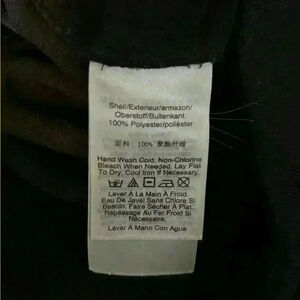 Shell/Exterieur/armazon/
Oberstoff/Buitenkant:
100% Polyester/poliéster
面料: 100% 聚酯纤维
Hand Wash Cold. Non-Chlorine
Bleach When Needed. Lay Flat
To Dry. Cool Iron If Necessary.
Laver À La Main À Froid.
Eau De Javel Sans Chlore Si
Besoin. Faire Sécher À Plat.
Repassage Au Fer Froid Si
Nécessaire.
Lavar À Mano Con Agua